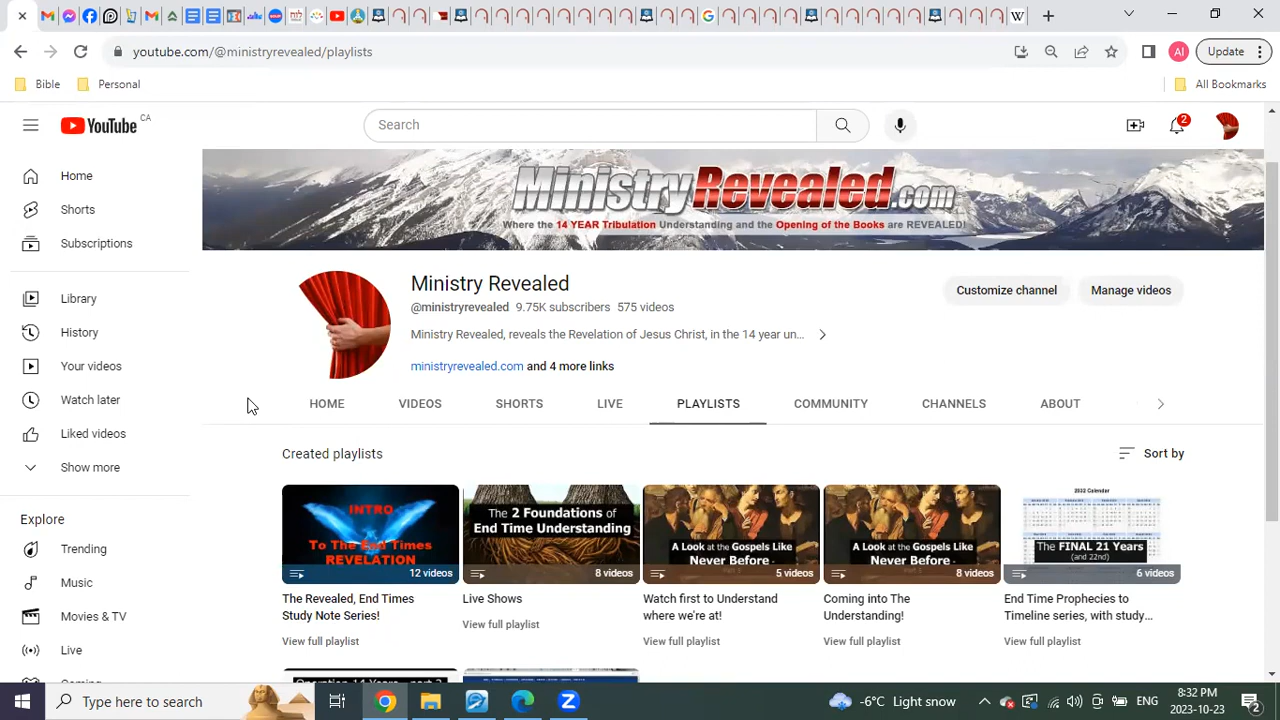 youtube.com/@ministryrevealed/playlists
Update
Bible
Personal
All Bookmarks
YouTube CA
Search
2
Home
Shorts
Subscriptions
Library
History
Your videos
Watch later
Liked videos
Show more
Explore
Trending
Music
Movies & TV
Live
MinistryRevealed.com
Where the 14 YEAR Tribulation Understanding and the Opening of the Books are REVEALED!
Ministry Revealed
@ministryrevealed 9.75K subscribers 575 videos
Ministry Revealed, reveals the Revelation of Jesus Christ, in the 14 year un...
ministryrevealed.com and 4 more links
Customize channel
Manage videos
HOME VIDEOS SHORTS LIVE PLAYLISTS COMMUNITY CHANNELS ABOUT
Created playlists
Sort by
INTRO
To The End Times
REVELATION
12 videos
The Revealed, End Times
Study Note Series!
View full playlist
The 2 Foundations of
End Time Understanding
8 videos
Live Shows
View full playlist
A Look at the Gospels Like
Never Before -
5 videos
Watch first to Understand
where we're at!
View full playlist
A Look at the Gospels Like
Never Before -
8 videos
Coming into The
Understanding!
View full playlist
2032 Calendar
The FINAL 21 Years
(and 22nd)
6 videos
End Time Prophecies to
Timeline series, with study...
View full playlist
Type here to search
-6°C Light snow
ENG
8:32 PM
2023-10-23
2